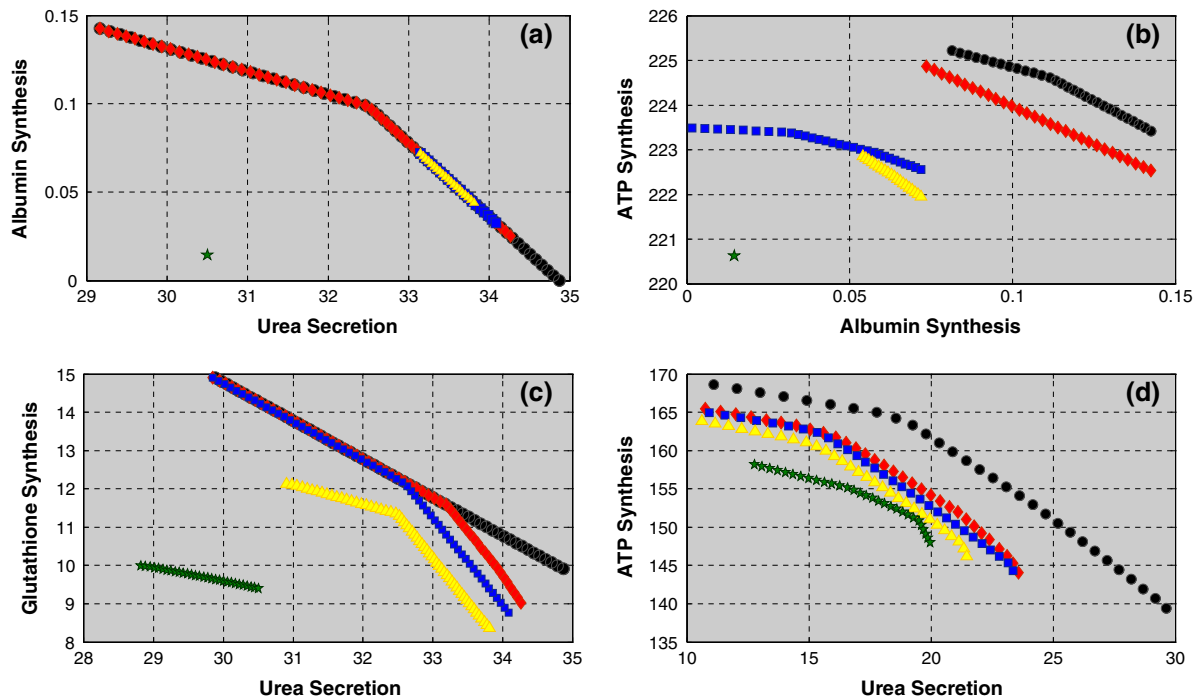 (a)
Albumin Synthesis
0.15
0.1
0.05
0
29 30 31 32 33 34 35
Urea Secretion
(b)
ATP Synthesis
226
225
224
223
222
221
220
0 0.05 0.1 0.15
Albumin Synthesis
(c)
Glutathione Synthesis
15
14
13
12
11
10
9
8
28 29 30 31 32 33 34 35
Urea Secretion
(d)
ATP Synthesis
170
165
160
155
150
145
140
135
10 15 20 25 30
Urea Secretion